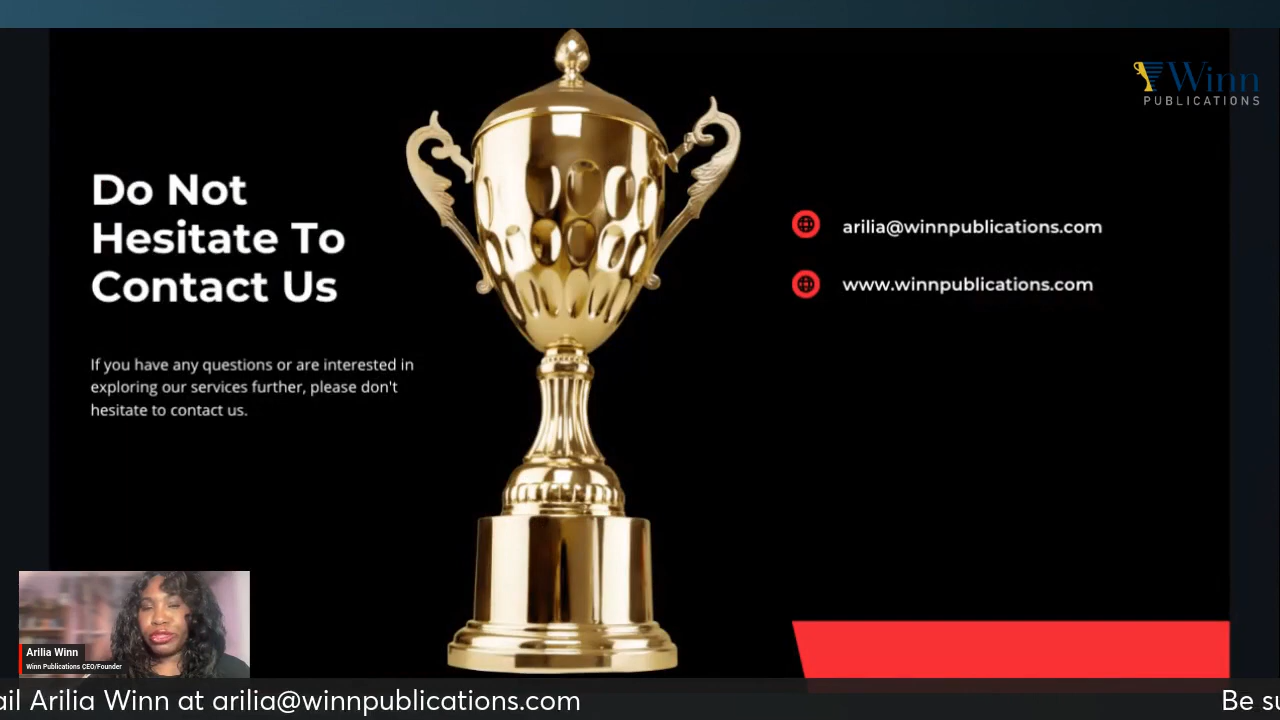 Winn
PUBLICATIONS
Do Not
Hesitate To
Contact Us
If you have any questions or are interested in
exploring our services further, please don't
hesitate to contact us.
arilia@winnpublications.com
www.winnpublications.com
Arilia Winn
Winn Publications CEO/Founder
ail Arilia Winn at arilia@winnpublications.com
Be su